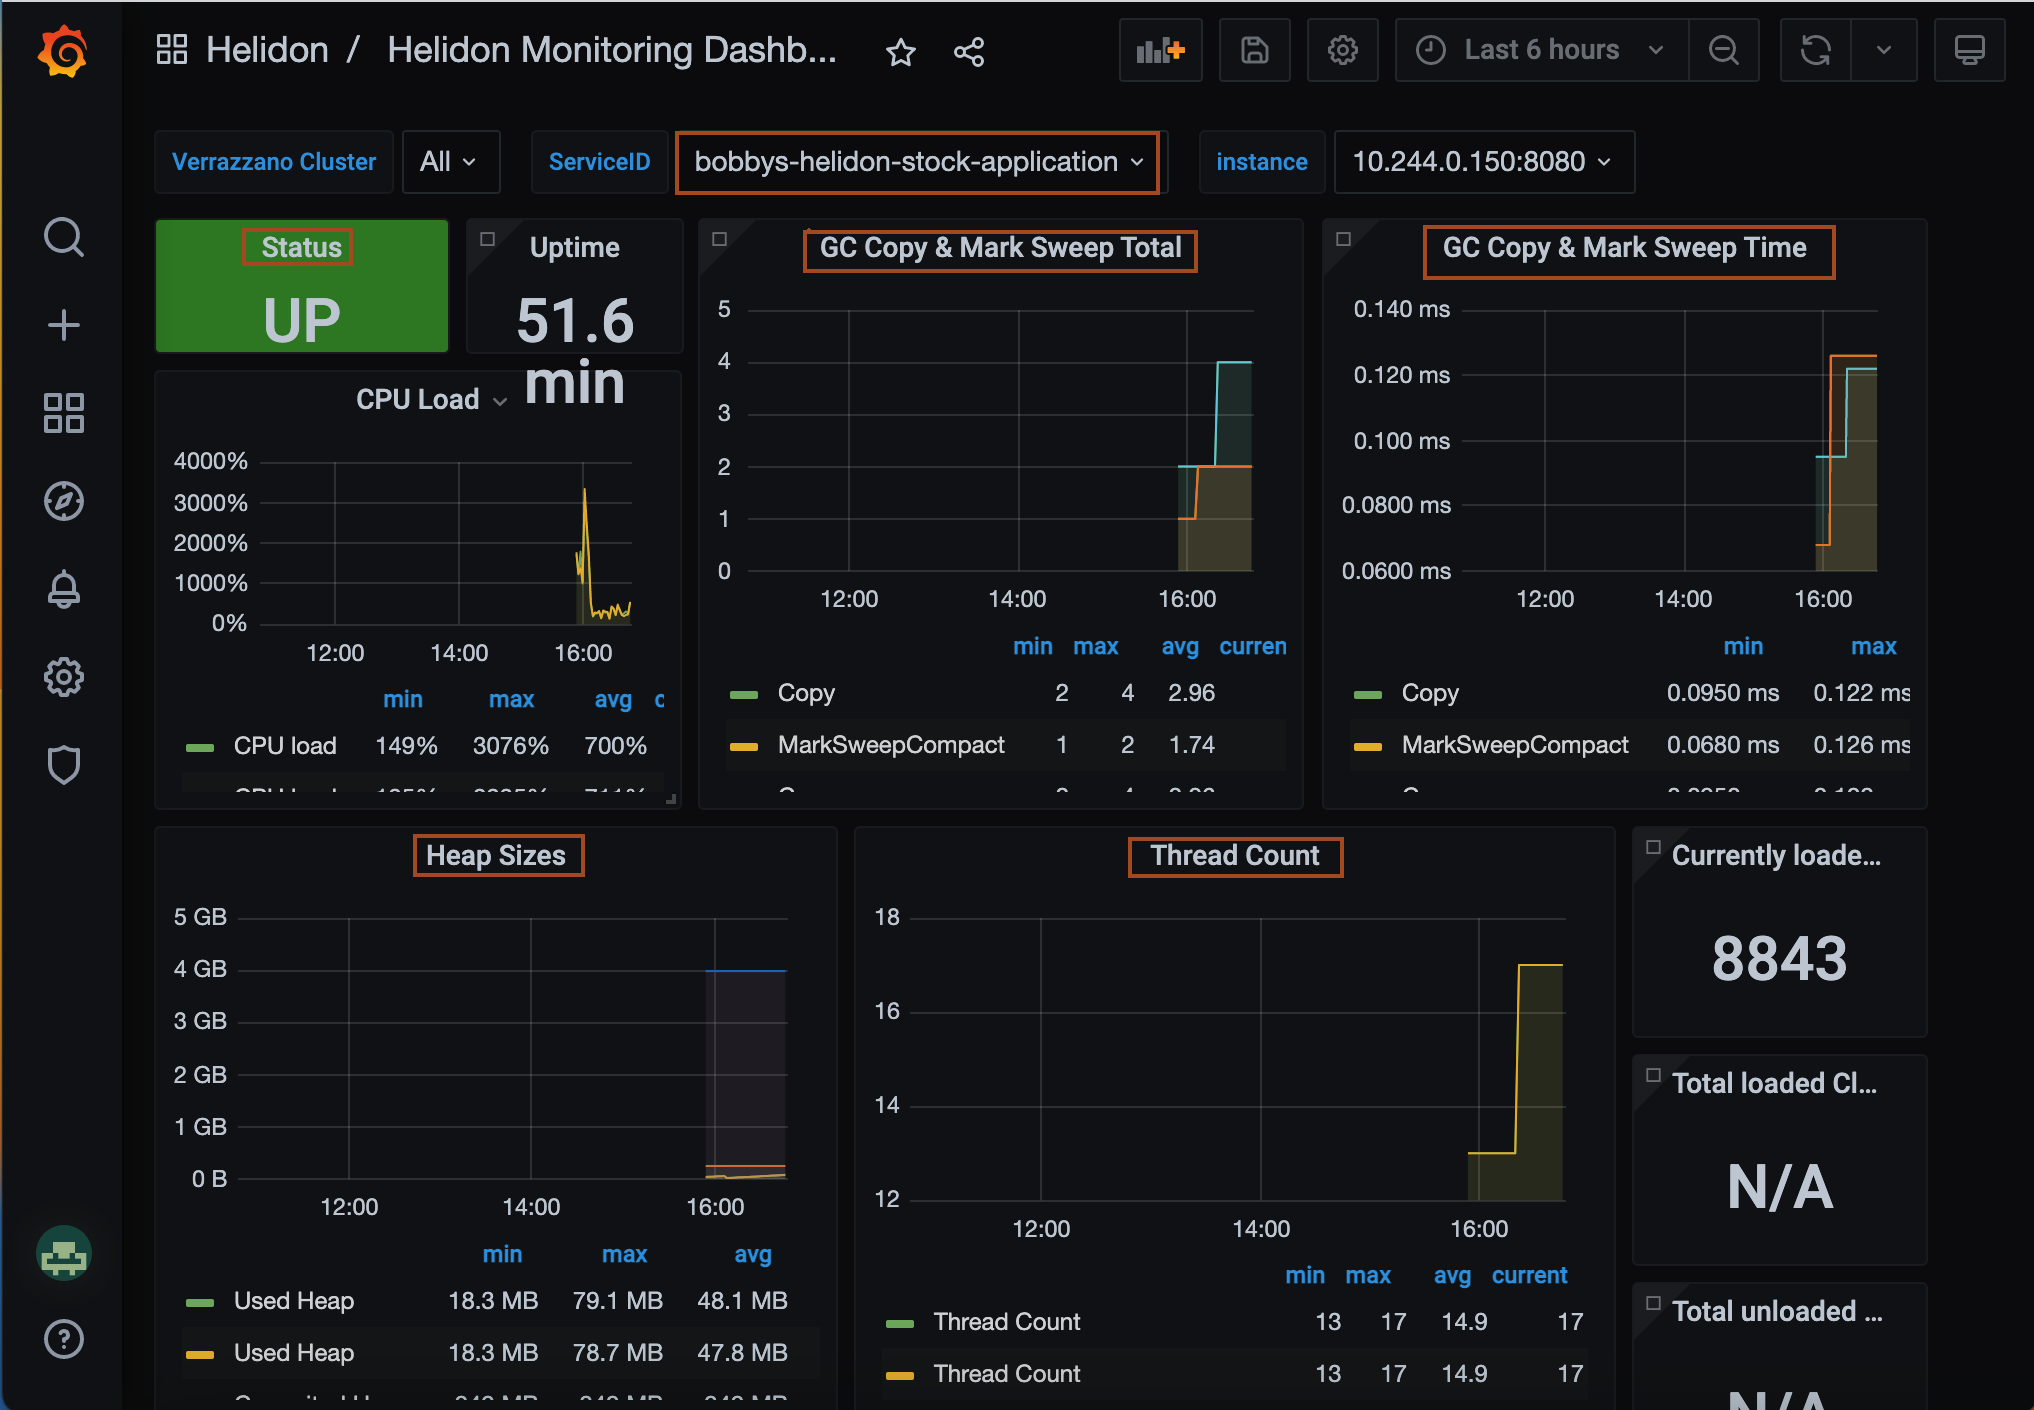 Helidon / Helidon Monitoring Dashb...
Last 6 hours
Verrazzano Cluster All ServiceID bobbys-helidon-stock-application instance 10.244.0.150:8080
Status
UP
Uptime
51.6
min
CPU Load
4000%
3000%
2000%
1000%
0%
12:00 14:00 16:00
min max avg c
CPU load 149% 3076% 700%
GC Copy & Mark Sweep Total
5
4
3
2
1
0
12:00 14:00 16:00
min max avg curren
Copy 2 4 2.96
MarkSweepCompact 1 2 1.74
GC Copy & Mark Sweep Time
0.140 ms
0.120 ms
0.100 ms
0.0800 ms
0.0600 ms
12:00 14:00 16:00
min max
Copy 0.0950 ms 0.122 ms
MarkSweepCompact 0.0680 ms 0.126 ms
Heap Sizes
5 GB
4 GB
3 GB
2 GB
1 GB
0 B
12:00 14:00 16:00
min max avg
Used Heap 18.3 MB 79.1 MB 48.1 MB
Used Heap 18.3 MB 78.7 MB 47.8 MB
Thread Count
18
16
14
12
12:00 14:00 16:00
min max avg current
Thread Count 13 17 14.9 17
Thread Count 13 17 14.9 17
Currently loade...
8843
Total loaded Cl...
N/A
Total unloaded ...
N/A